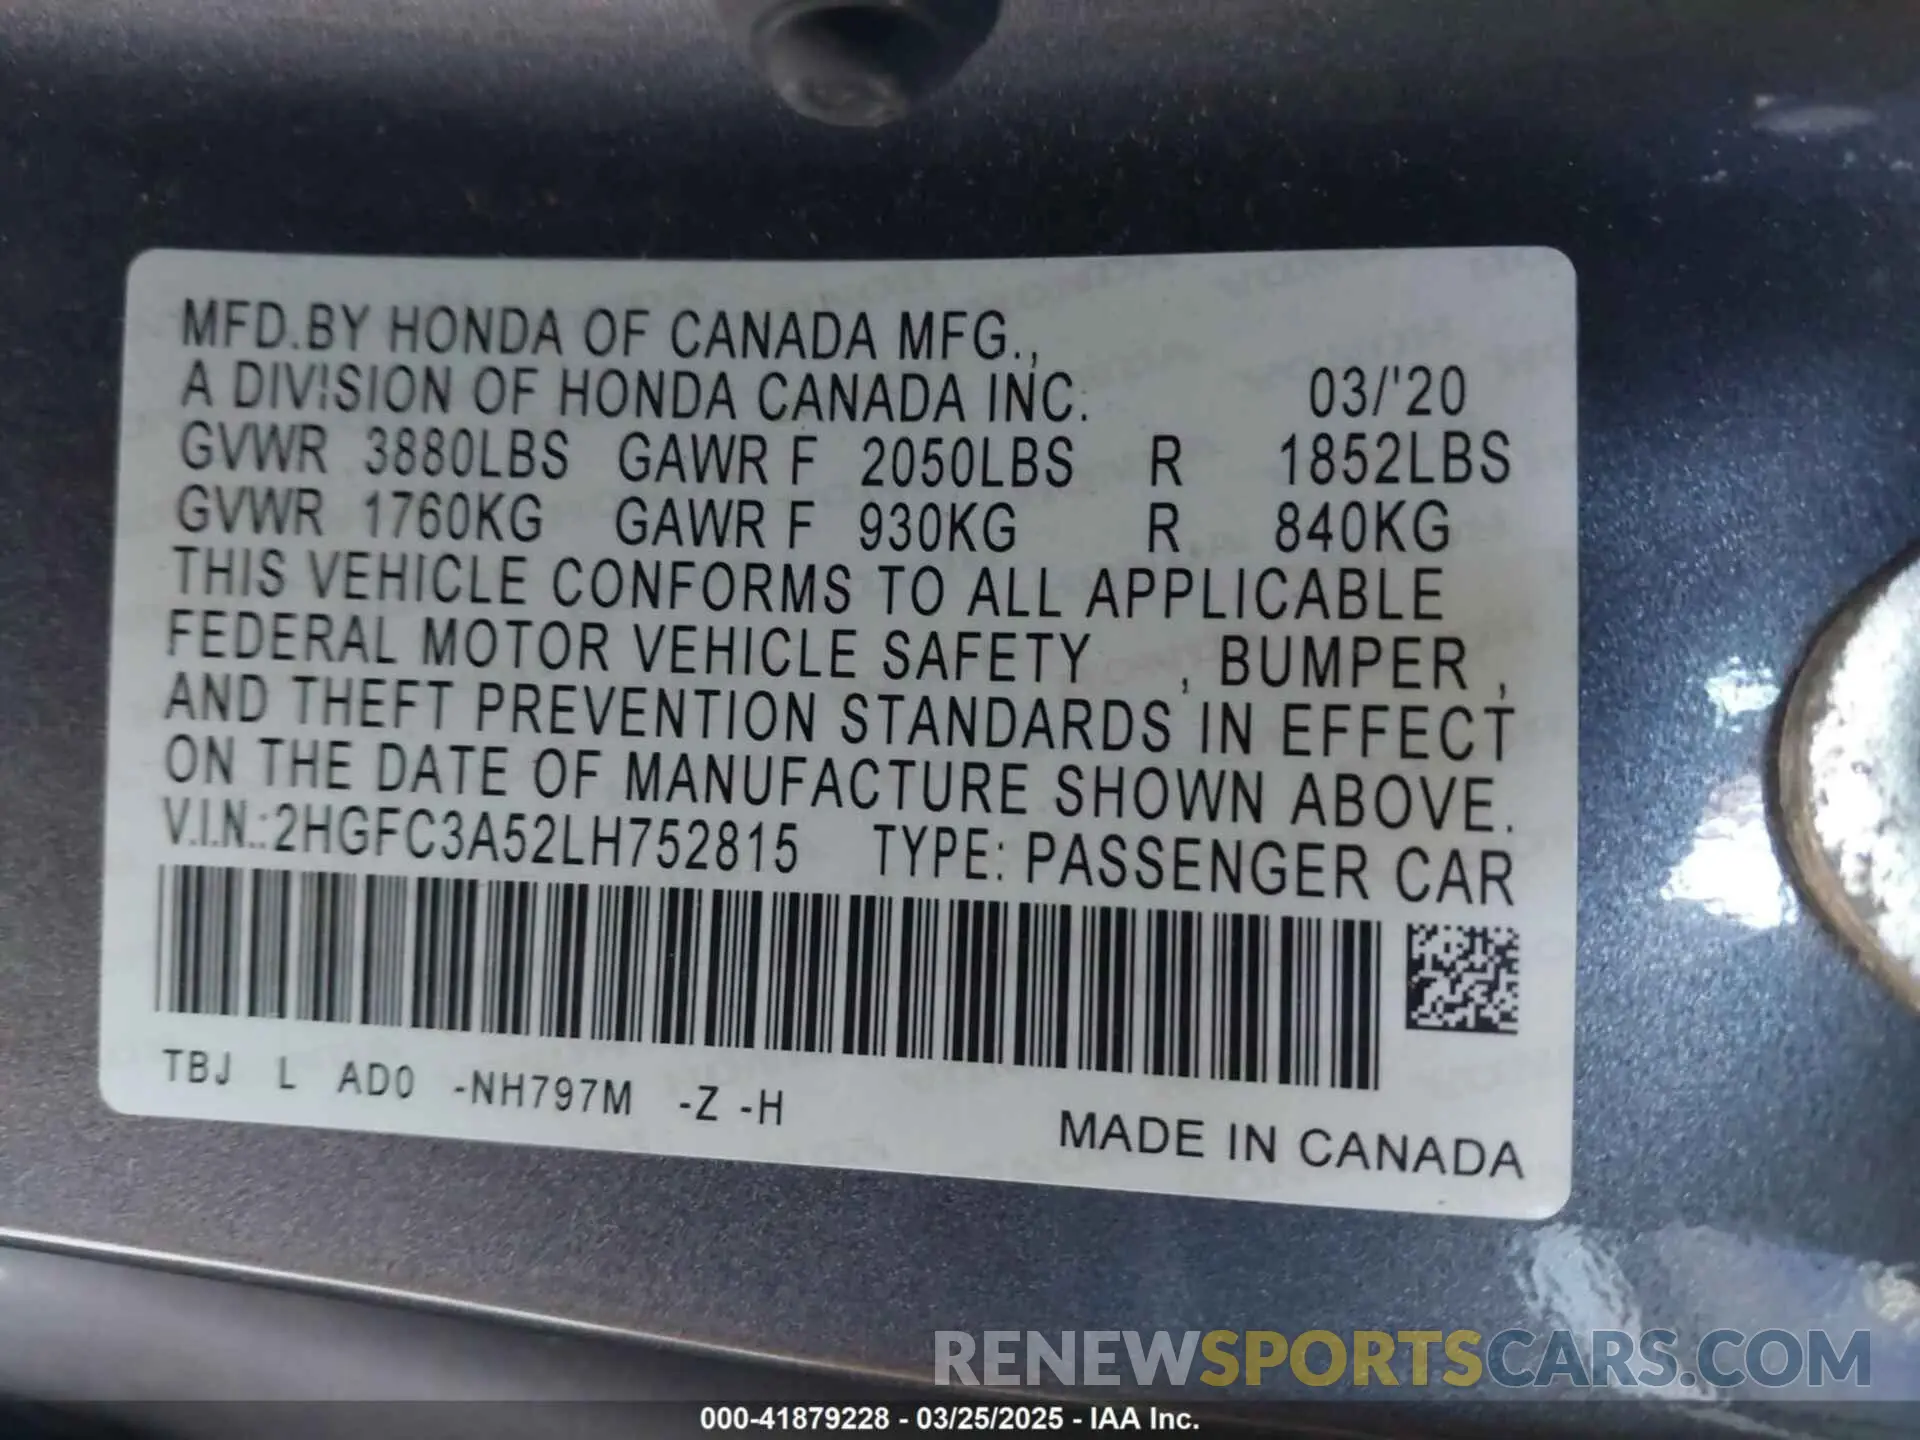 MFD.BY HONDA OF CANADA MFG.,
A DIVISION OF HONDA CANADA INC. 03/'20
GVWR 3880LBS GAWR F 2050LBS R 1852LBS
GVWR 1760KG GAWR F 930KG R 840KG
THIS VEHICLE CONFORMS TO ALL APPLICABLE
FEDERAL MOTOR VEHICLE SAFETY , BUMPER ,
AND THEFT PREVENTION STANDARDS IN EFFECT
ON THE DATE OF MANUFACTURE SHOWN ABOVE.
V.I.N.:2HGFC3A52LH752815 TYPE: PASSENGER CAR
TBJ L AD0 -NH797M -Z -H
MADE IN CANADA
RENEWSPORTSCARS.COM
000-41879228 - 03/25/2025 - IAA Inc.